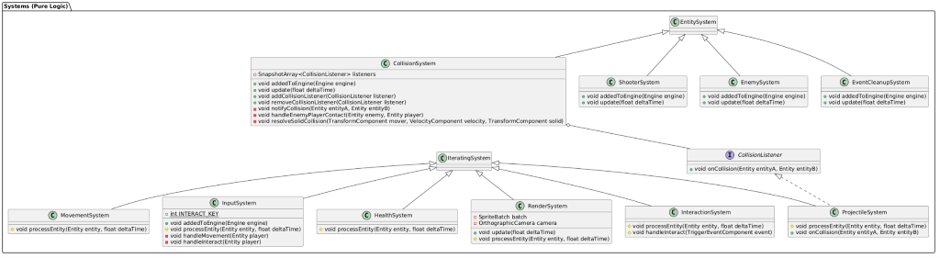 Systems (Pure Logic)
C EntitySystem
C CollisionSystem
SnapshotArray<CollisionListener> listeners
void addedToEngine(Engine engine)
void update(float deltaTime)
void addCollisionListener(CollisionListener listener)
void removeCollisionListener(CollisionListener listener)
void notifyCollision(Entity entityA, Entity entityB)
void handleEnemyPlayerContact(Entity enemy, Entity player)
void resolveSolidCollision(TransformComponent mover, VelocityComponent velocity, TransformComponent solid)
C ShooterSystem
void addedToEngine(Engine engine)
void update(float deltaTime)
C EnemySystem
void addedToEngine(Engine engine)
void update(float deltaTime)
C EventCleanupSystem
void addedToEngine(Engine engine)
void update(float deltaTime)
C IteratingSystem
I CollisionListener
void onCollision(Entity entityA, Entity entityB)
C MovementSystem
void processEntity(Entity entity, float deltaTime)
C InputSystem
int INTERACT_KEY
void addedToEngine(Engine engine)
void processEntity(Entity entity, float deltaTime)
void handleMovement(Entity player)
void handleInteract(Entity player)
C HealthSystem
void processEntity(Entity entity, float deltaTime)
C RenderSystem
SpriteBatch batch
OrthographicCamera camera
void update(float deltaTime)
void processEntity(Entity entity, float deltaTime)
C InteractionSystem
void processEntity(Entity entity, float deltaTime)
void handleInteract(TriggerEventComponent event)
C ProjectileSystem
void processEntity(Entity entity, float deltaTime)
void onCollision(Entity entityA, Entity entityB)